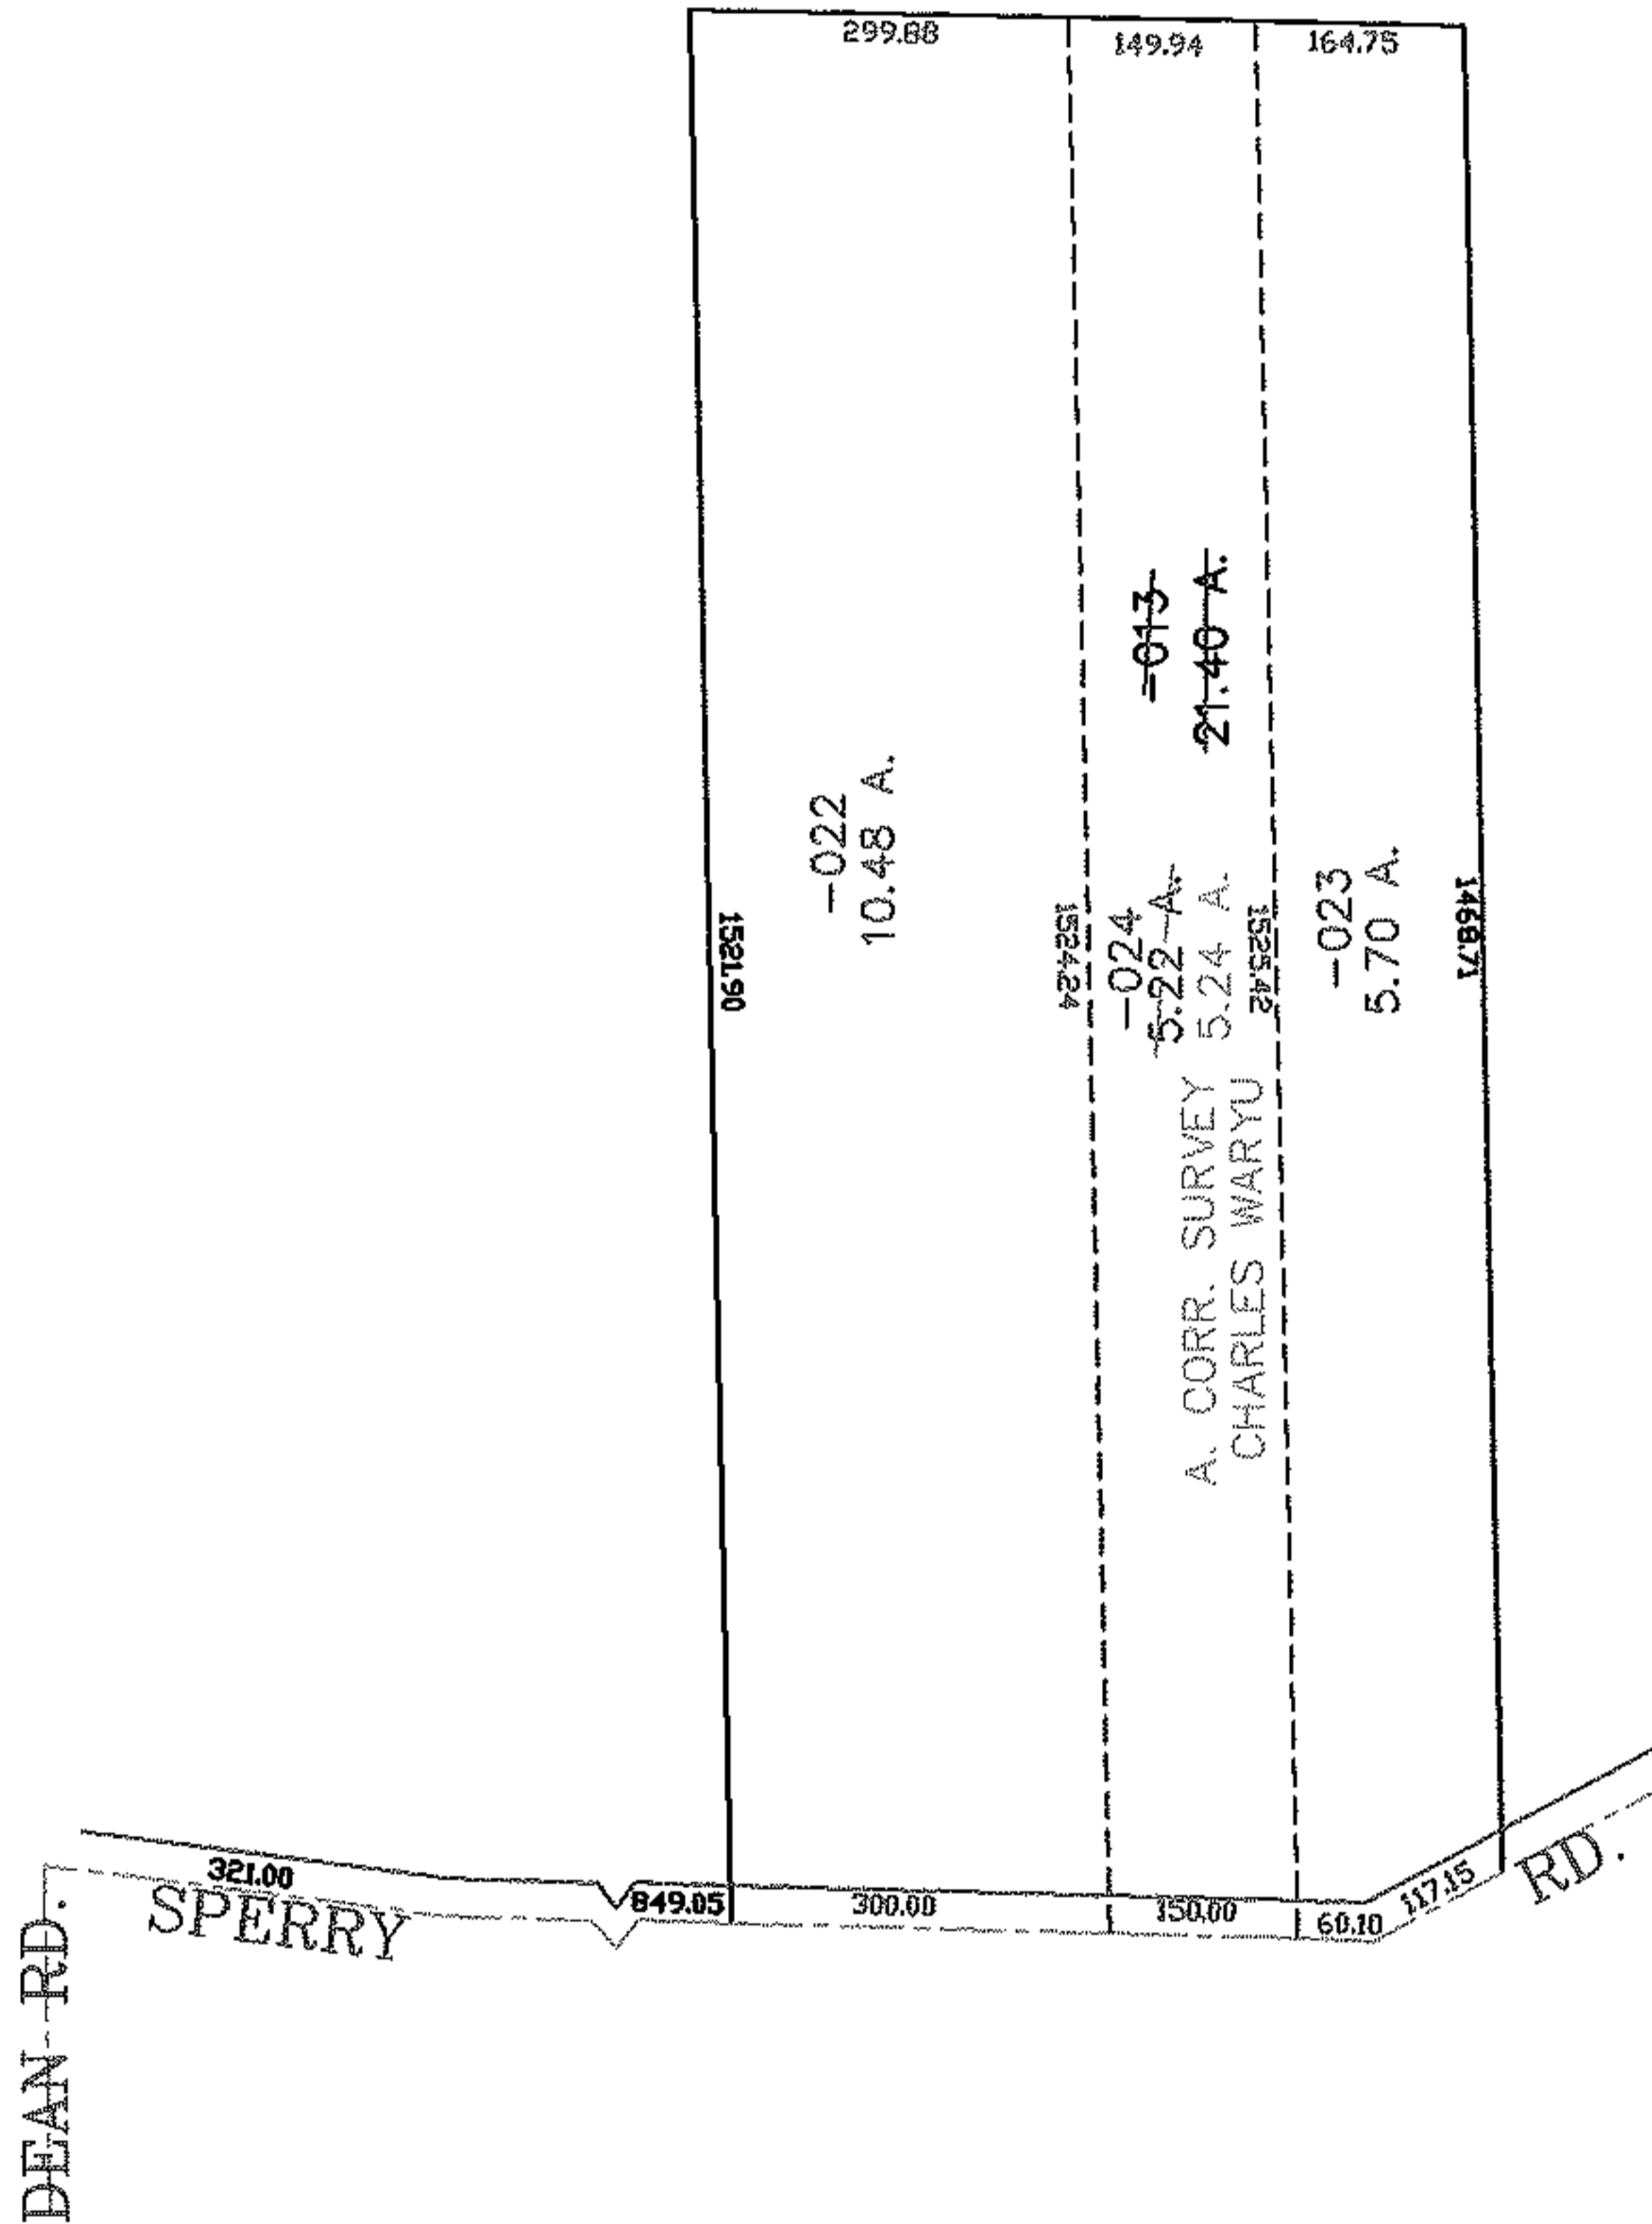 299.88
149.94
164.75
-013
21.40 A.
-022
10.48 A.
1521.90
1524.24
-024
5.22 A.
5.24 A.
1525.42
-023
5.70 A.
1468.71
A. CORR. SURVEY
CHARLES WARYU
321.00
SPERRY
849.05
300.00
150.00
60.10
117.15
RD.
DEAN RD.